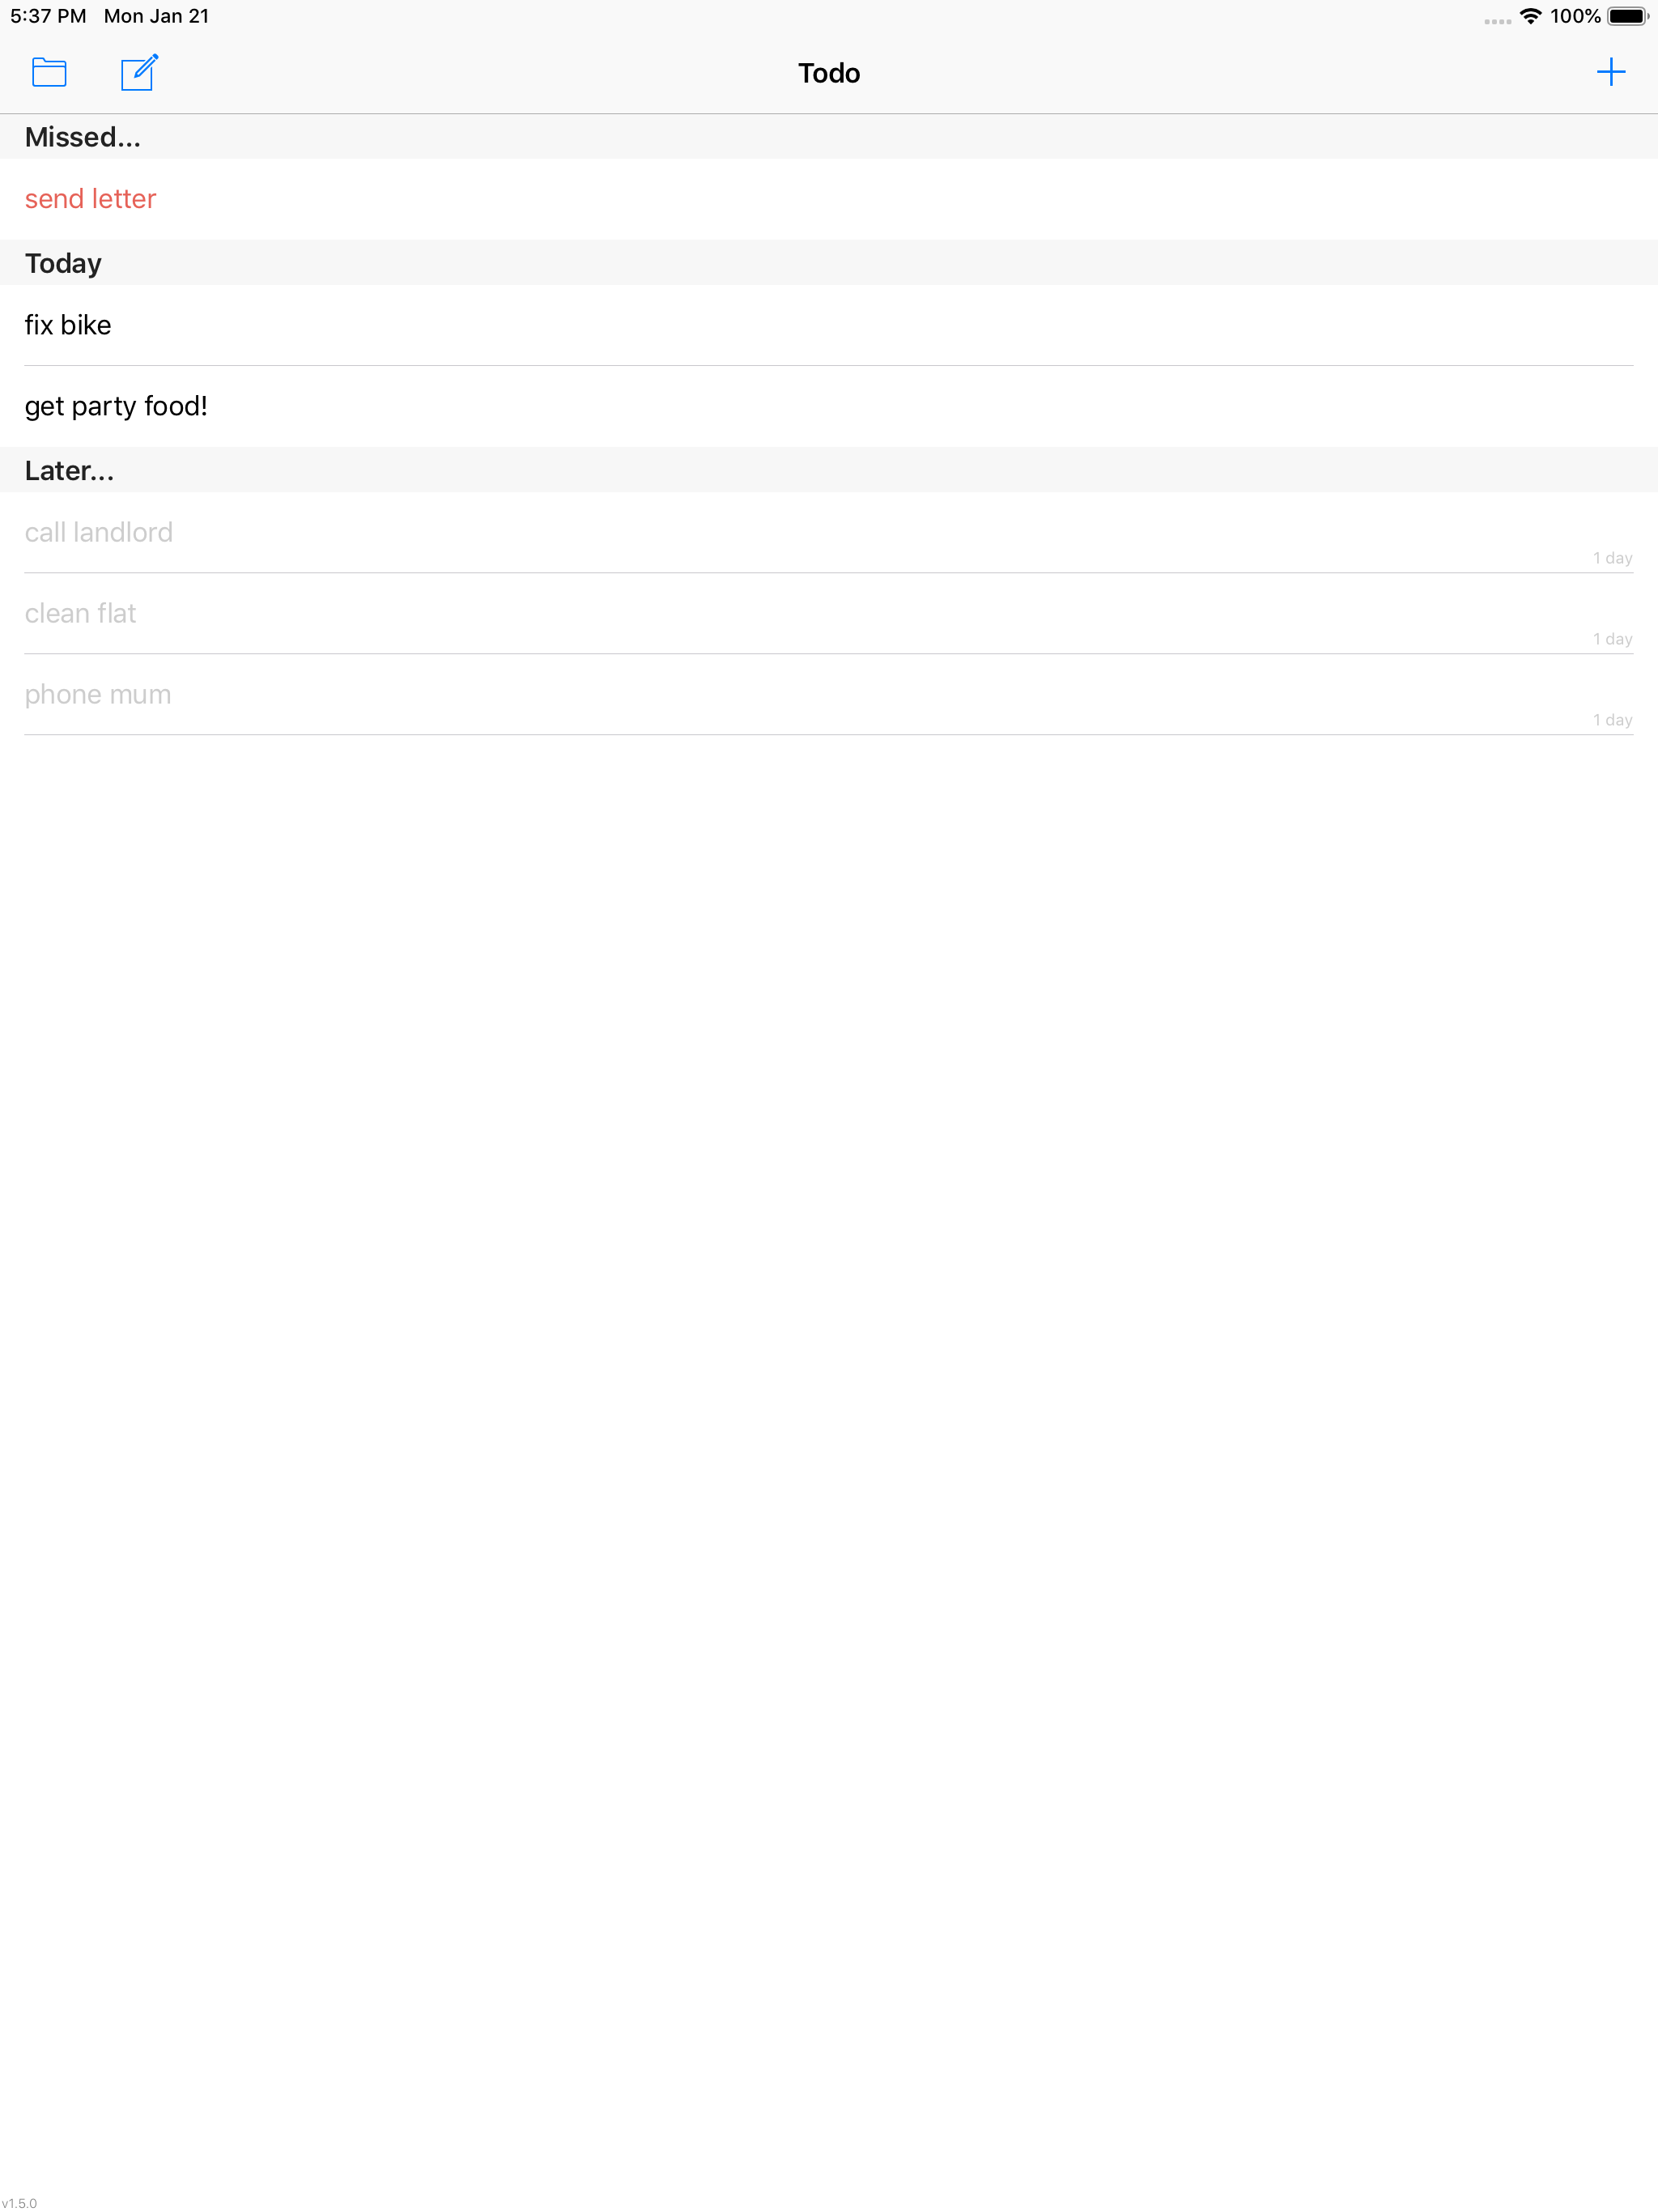 5:37 PM Mon Jan 21 100%
Todo
Missed...
send letter
Today
fix bike
get party food!
Later...
call landlord
1 day
clean flat
1 day
phone mum
1 day
v1.5.0